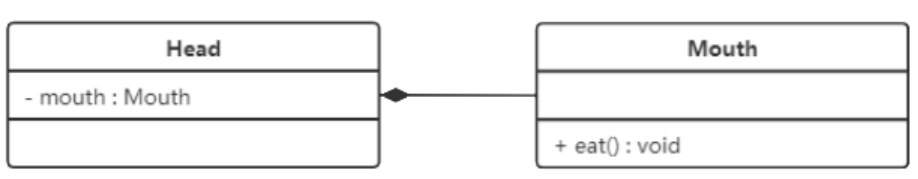 Head
- mouth : Mouth
Mouth
+ eat() : void